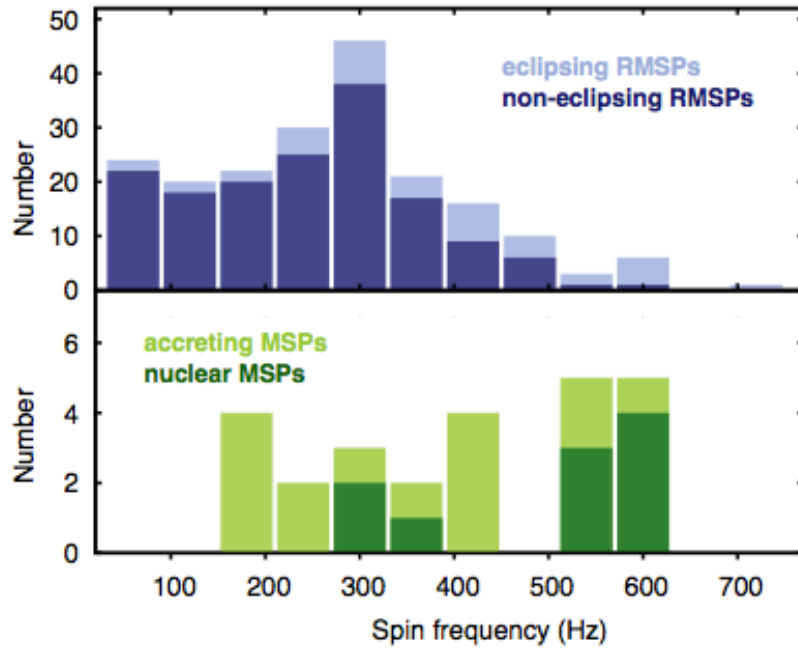 50
40
30
20
10
0
Number
eclipsing RMSPs
non-eclipsing RMSPs
6
4
2
0
Number
accreting MSPs
nuclear MSPs
100 200 300 400 500 600 700
Spin frequency (Hz)